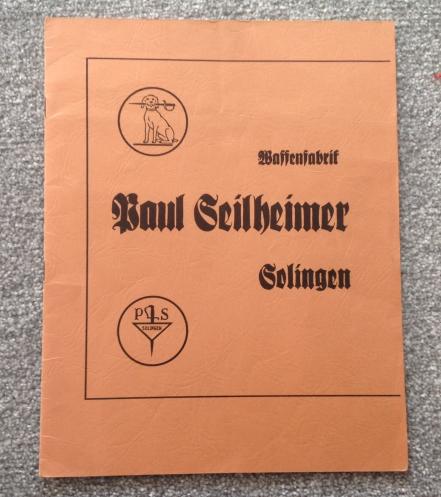 Waffenfabrik
Paul Seilheimer
Solingen
P S
SOLINGEN